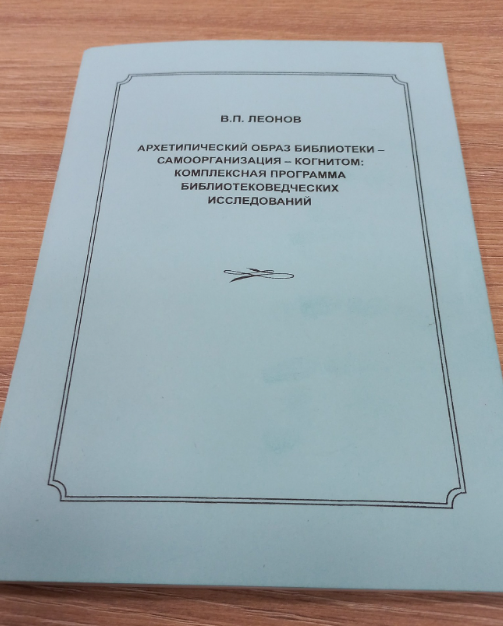 В.П. ЛЕОНОВ
АРХЕТИПИЧЕСКИЙ ОБРАЗ БИБЛИОТЕКИ –
САМООРГАНИЗАЦИЯ – КОГНИТОМ:
КОМПЛЕКСНАЯ ПРОГРАММА
БИБЛИОТЕКОВЕДЧЕСКИХ
ИССЛЕДОВАНИЙ